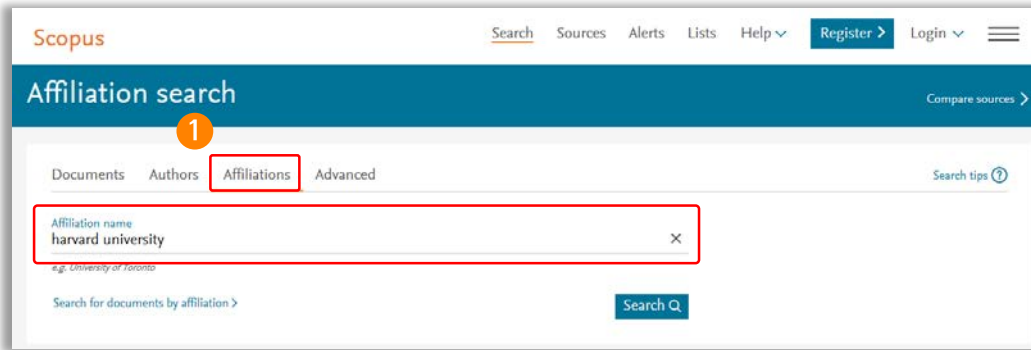 Scopus
Search Sources Alerts Lists Help Register > Login
Affiliation search
Compare sources >
1
Documents Authors Affiliations Advanced
Search tips ?
Affiliation name
harvard university ×
e.g. University of Toronto
Search for documents by affiliation >
Search